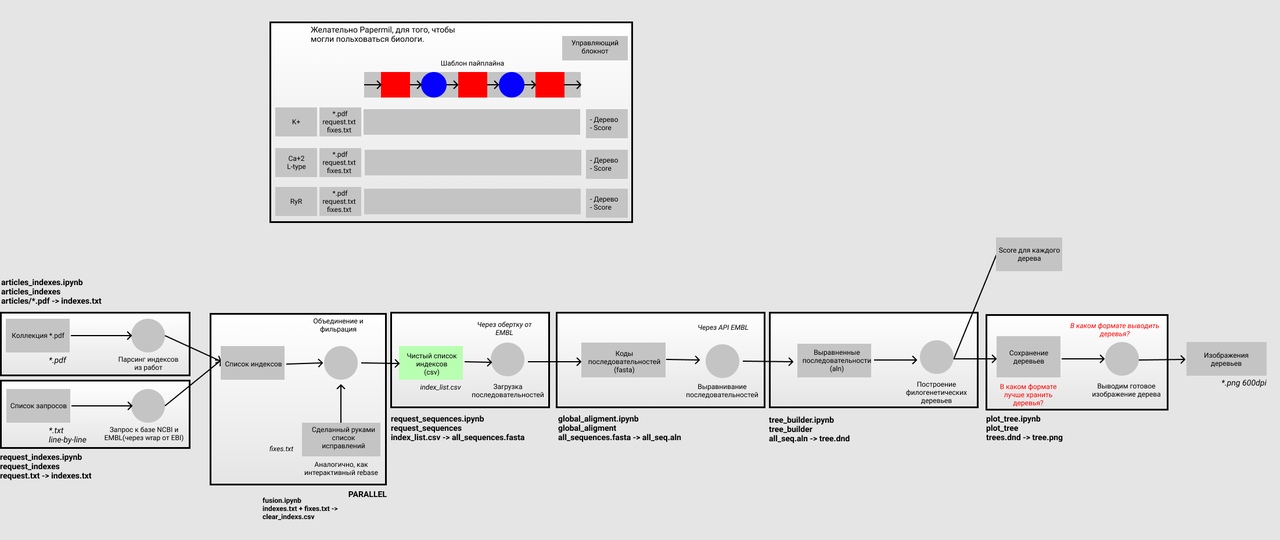 Желательно Papermil, для того, чтобы
могли пользоваться биологи.
Управляющий
блокнот
Шаблон пайплайна
K+
*.pdf
request.txt
fixes.txt
- Дерево
- Score
Ca+2
L-type
*.pdf
request.txt
fixes.txt
- Дерево
- Score
RyR
*.pdf
request.txt
fixes.txt
- Дерево
- Score
Score для каждого
дерева
articles_indexes.ipynb
articles_indexes
articles/*.pdf -> indexes.txt
Коллекция *.pdf
*.pdf
Парсинг индексов
из работ
Список запросов
*.txt
line-by-line
Запрос к базе NCBI и
EMBL(через wrap от EBI)
request_indexes.ipynb
request_indexes
request.txt -> indexes.txt
Объединение и
фильрация
Список индексов
fixes.txt
Сделанный руками
список
исправлений
Аналогично, как
интерактивный rebase
PARALLEL
fusion.ipynb
indexes.txt + fixes.txt ->
clear_indexs.csv
Через обертку от
EMBL
Чистый список
индексов
(csv)
index_list.csv
Загрузка
последовательностей
request_sequences.ipynb
request_sequences
index_list.csv -> all_sequences.fasta
Через API EMBL
Коды
последовательностей
(fasta)
Выравнивание
последовательностей
global_aligment.ipynb
global_aligment
all_sequences.fasta -> all_seq.aln
Выравненные
последовательности
(aln)
Построение
филогенетических
деревьев
tree_builder.ipynb
tree_builder
all_seq.aln -> tree.dnd
В каком формате выводить
деревья?
Сохранение
деревьев
В каком формате
лучше хранить
деревья?
Выводим готовое
изображение дерева
plot_tree.ipynb
plot_tree
trees.dnd -> tree.png
Изображения
деревьев
*.png 600dpi